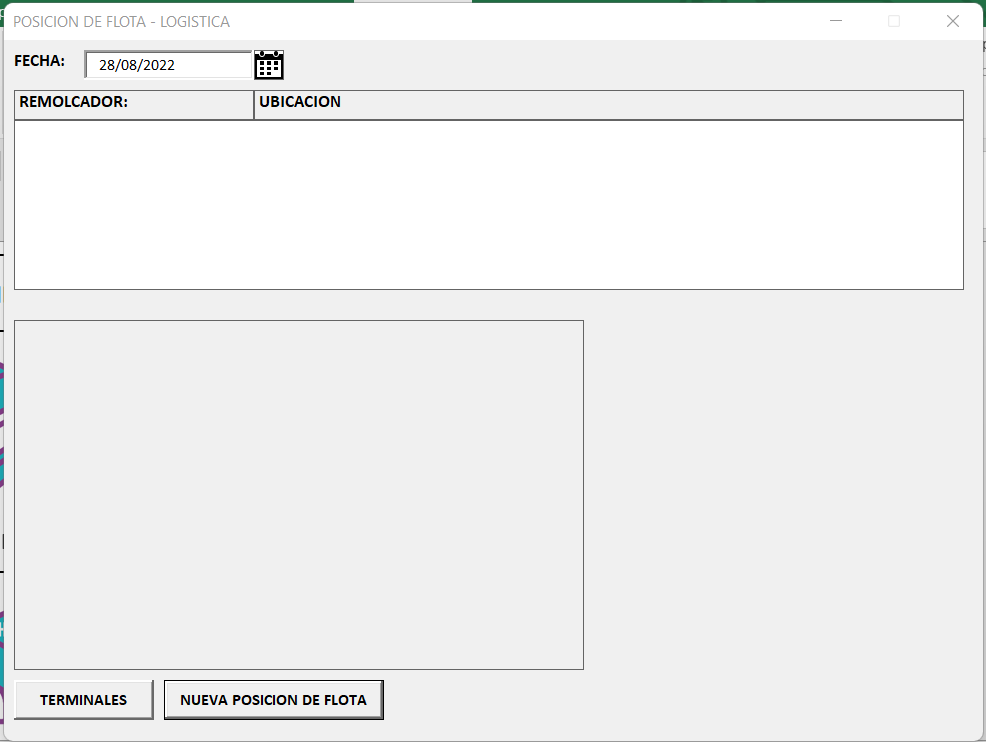 POSICION DE FLOTA - LOGISTICA
FECHA: 28/08/2022
REMOLCADOR: UBICACION
TERMINALES NUEVA POSICION DE FLOTA